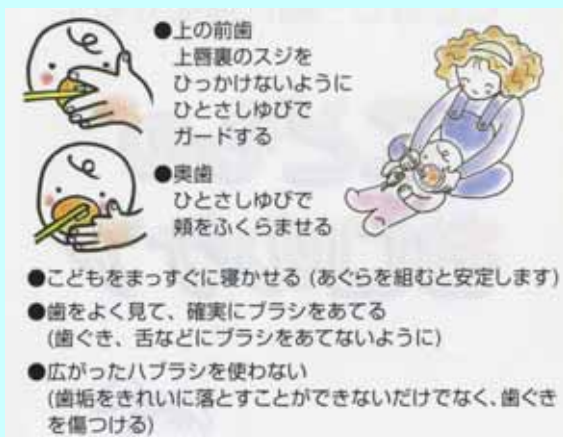 ●上の前歯
上唇裏のスジを
ひっかけないように
ひとさしゆびで
ガードする
●奥歯
ひとさしゆびで
頬をふくらませる
●こどもをまっすぐに寝かせる (あぐらを組むと安定します)
●歯をよく見て、確実にブラシをあてる
(歯ぐき、舌などにブラシをあてないように)
●広がったハブラシを使わない
(歯垢をきれいに落とすことができないだけでなく、歯ぐき
を傷つける)